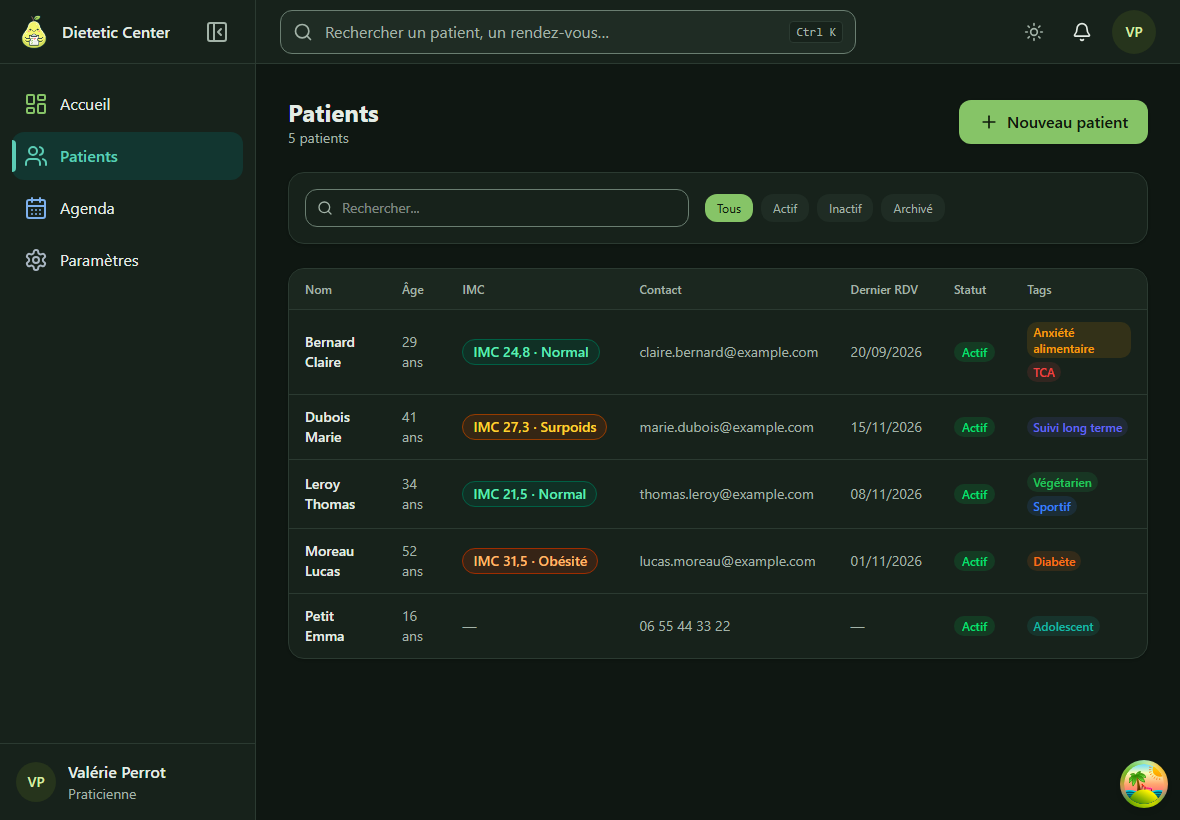 Dietetic Center
Rechercher un patient, un rendez-vous...
Ctrl K
VP
Accueil
Patients
Agenda
Paramètres
Patients
5 patients
Nouveau patient
Rechercher...
Tous
Actif
Inactif
Archivé
Nom
Âge
IMC
Contact
Dernier RDV
Statut
Tags
Bernard
Claire
29
ans
IMC 24,8 · Normal
claire.bernard@example.com
20/09/2026
Actif
Anxiété
alimentaire
TCA
Dubois
Marie
41
ans
IMC 27,3 · Surpoids
marie.dubois@example.com
15/11/2026
Actif
Suivi long terme
Leroy
Thomas
34
ans
IMC 21,5 · Normal
thomas.leroy@example.com
08/11/2026
Actif
Végétarien
Sportif
Moreau
Lucas
52
ans
IMC 31,5 · Obésité
lucas.moreau@example.com
01/11/2026
Actif
Diabète
Petit
Emma
16
ans
—
06 55 44 33 22
—
Actif
Adolescent
VP
Valérie Perrot
Praticienne